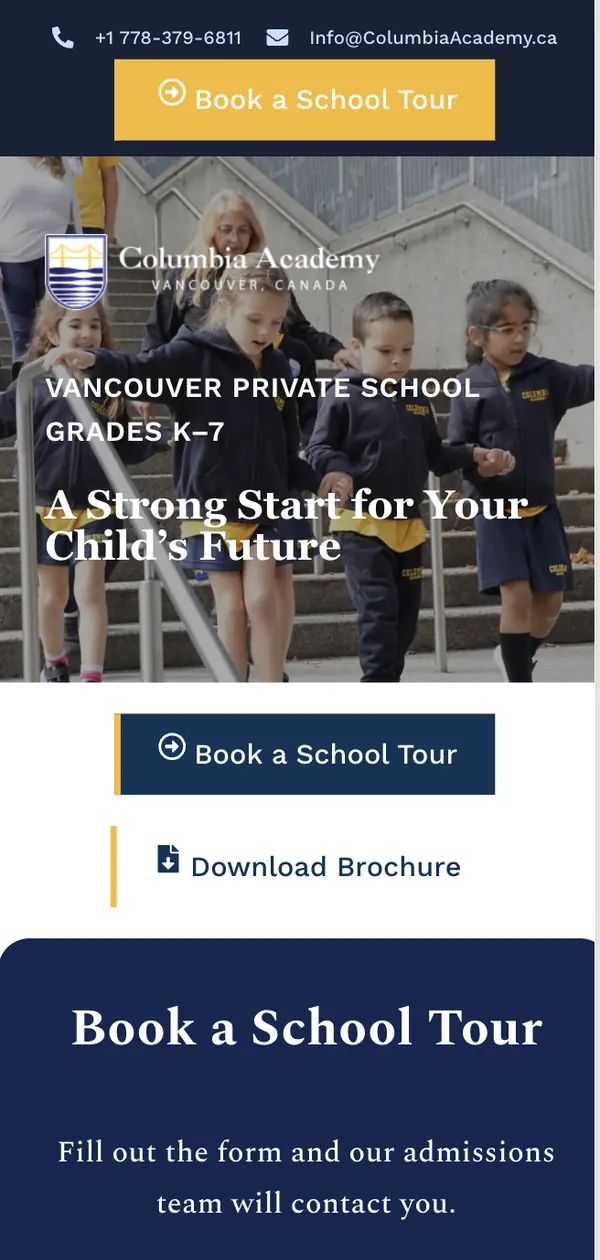 +1 778-379-6811 Info@ColumbiaAcademy.ca
Book a School Tour
Columbia Academy
VANCOUVER, CANADA
VANCOUVER PRIVATE SCHOOL
GRADES K–7
A Strong Start for Your
Child’s Future
Book a School Tour
Download Brochure
Book a School Tour
Fill out the form and our admissions
team will contact you.